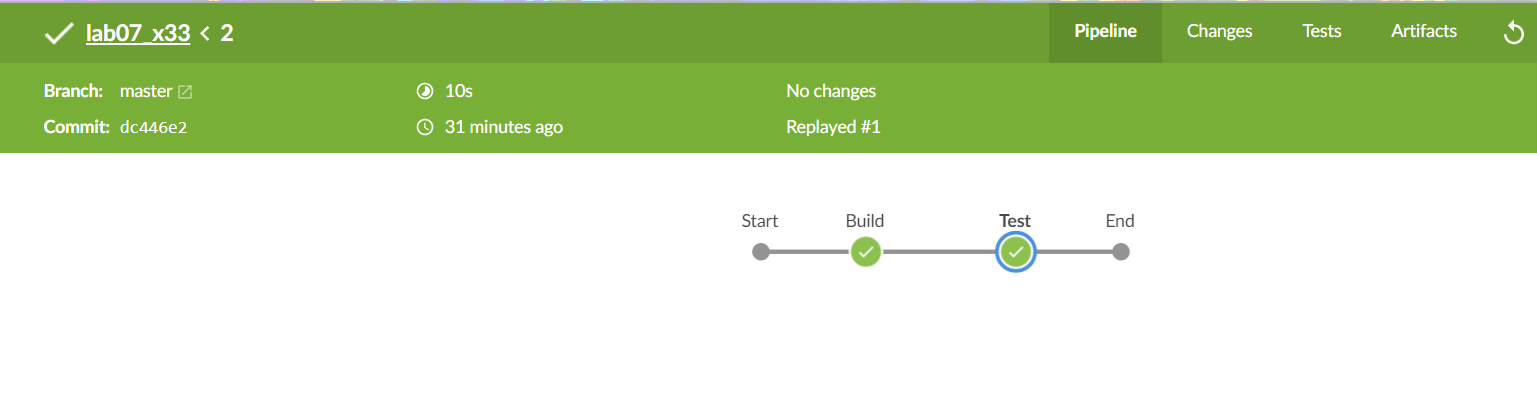 lab07_x33 < 2
Pipeline Changes Tests Artifacts
Branch: master 10s No changes
Commit: dc446e2 31 minutes ago Replayed #1
Start Build Test End